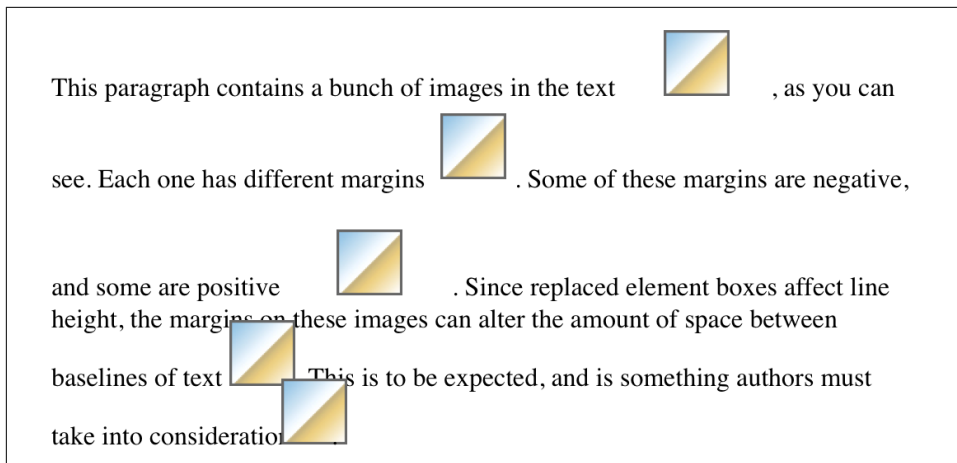 This paragraph contains a bunch of images in the text , as you can
see. Each one has different margins . Some of these margins are negative,
and some are positive . Since replaced element boxes affect line
height, the margins on these images can alter the amount of space between
baselines of text . This is to be expected, and is something authors must
take into consideration .